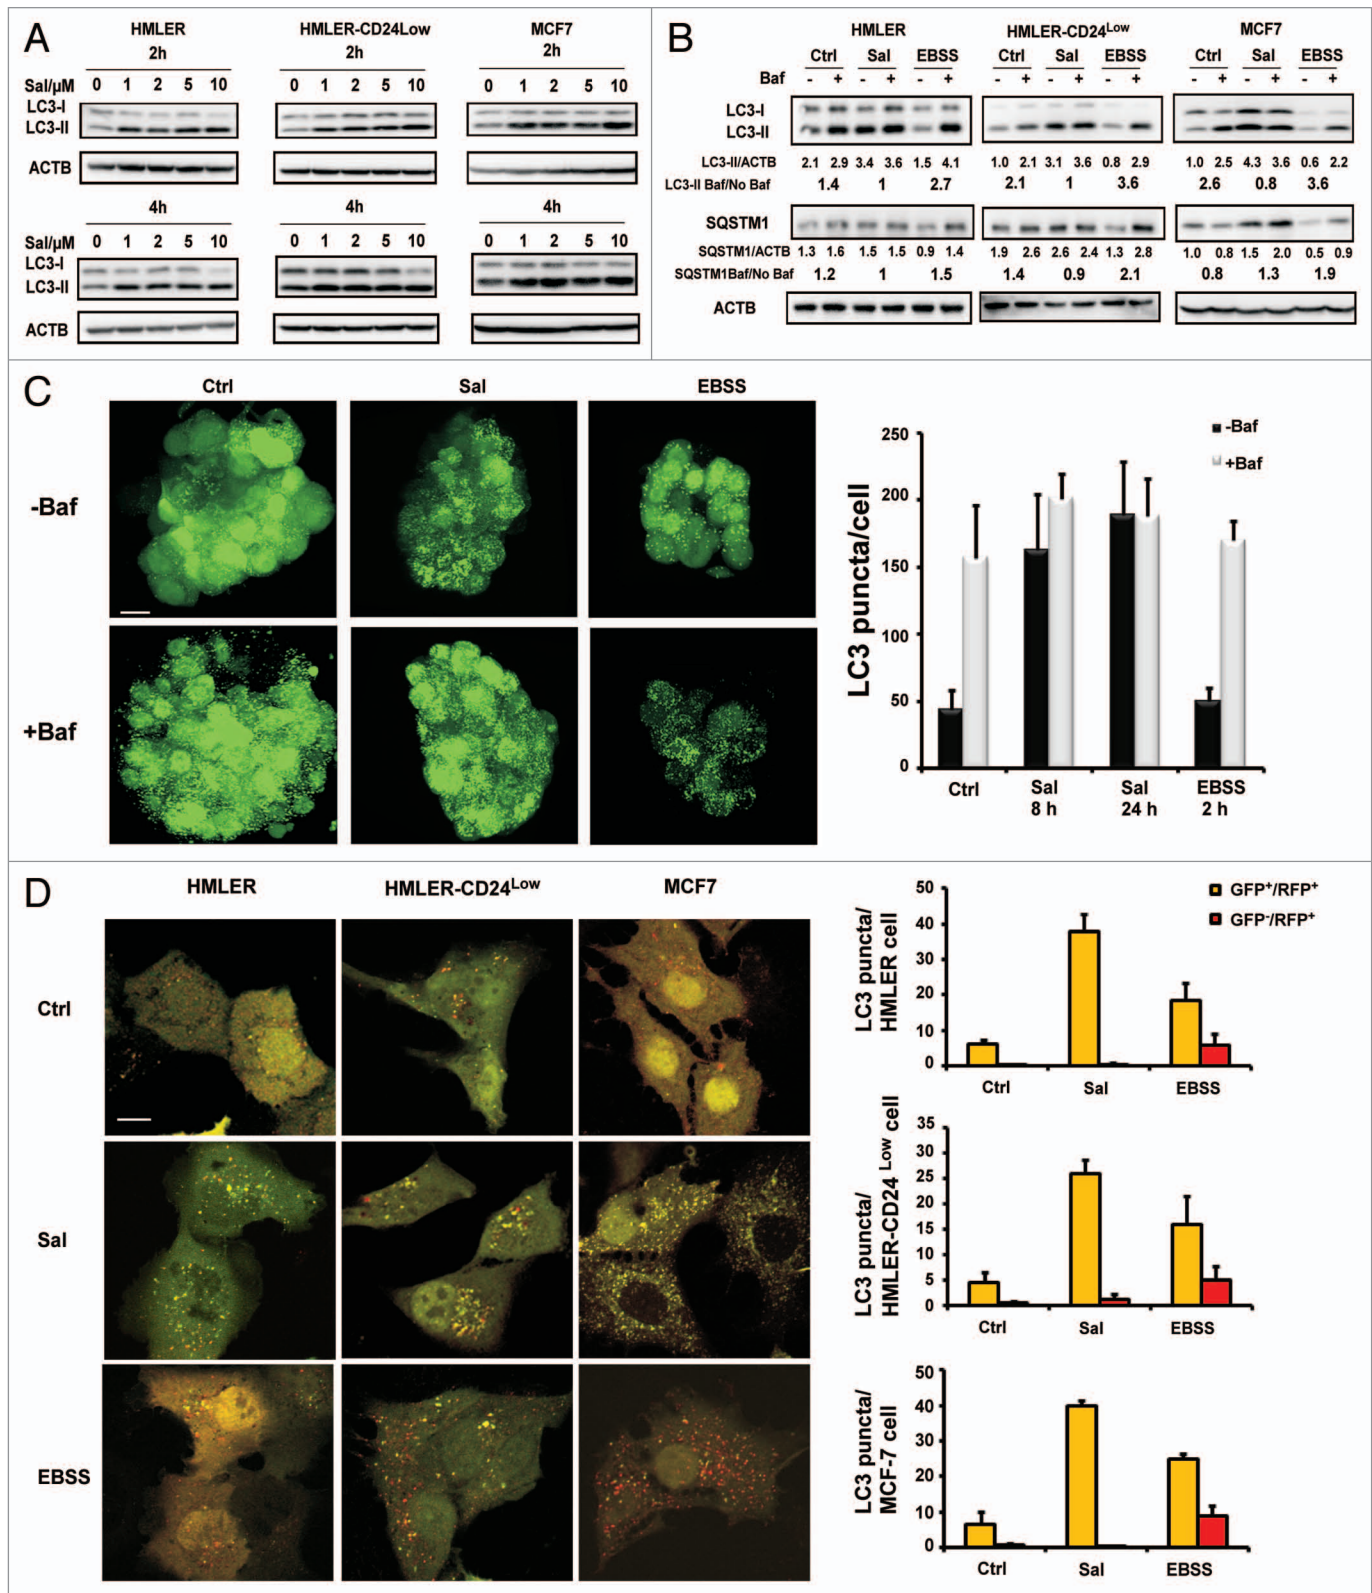 A
HMLER
2h
HMLER-CD24Low
2h
MCF7
2h
Sal/µM 0 1 2 5 10 0 1 2 5 10 0 1 2 5 10
LC3-I
LC3-II
ACTB
4h 4h 4h
Sal/µM 0 1 2 5 10 0 1 2 5 10 0 1 2 5 10
LC3-I
LC3-II
ACTB
B
HMLER HMLER-CD24Low MCF7
Ctrl Sal EBSS Ctrl Sal EBSS Ctrl Sal EBSS
Baf - + - + - + - + - + - + - + - + - +
LC3-I
LC3-II
LC3-II/ACTB 2.1 2.9 3.4 3.6 1.5 4.1 1.0 2.1 3.1 3.6 0.8 2.9 1.0 2.5 4.3 3.6 0.6 2.2
LC3-II Baf/No Baf 1.4 1 2.7 2.1 1 3.6 2.6 0.8 3.6
SQSTM1
SQSTM1/ACTB 1.3 1.6 1.5 1.5 0.9 1.4 1.9 2.6 2.6 2.4 1.3 2.8 1.0 0.8 1.5 2.0 0.5 0.9
SQSTM1Baf/No Baf 1.2 1 1.5 1.4 0.9 2.1 0.8 1.3 1.9
ACTB
C
Ctrl Sal EBSS
-Baf
+Baf
-Baf
+Baf
LC3 puncta/cell
250
200
150
100
50
0
Ctrl Sal 8 h Sal 24 h EBSS 2 h
D
HMLER HMLER-CD24Low MCF7
Ctrl
Sal
EBSS
GFP+/RFP+
GFP-/RFP+
LC3 puncta/
HMLER cell
50
40
30
20
10
0
Ctrl Sal EBSS
LC3 puncta/
HMLER-CD24 Low cell
35
30
25
20
15
10
5
0
Ctrl Sal EBSS
LC3 puncta/
MCF-7 cell
50
40
30
20
10
0
Ctrl Sal EBSS